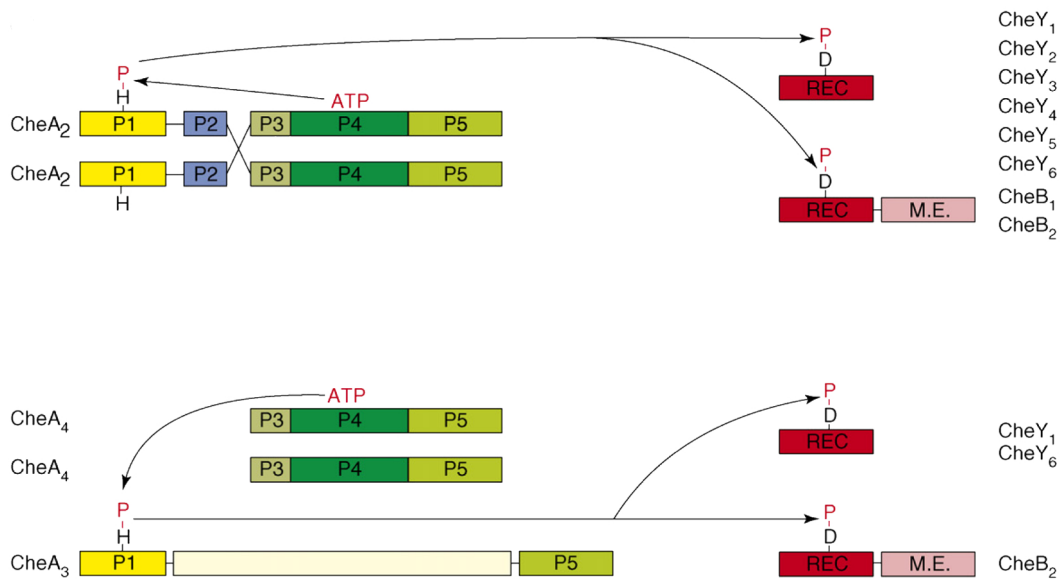 CheY1
P
CheY2
D
P
CheY3
REC
H
ATP
CheY4
CheA2 P1 P2 P3 P4 P5
CheY5
P
CheY6
CheA2 P1 P2 P3 P4 P5
D
H
CheB1
REC M.E.
CheB2
ATP
P
CheA4 P3 P4 P5
D
CheY1
REC
CheY6
CheA4 P3 P4 P5
P
P
H
D
CheA3 P1 P5
REC M.E.
CheB2